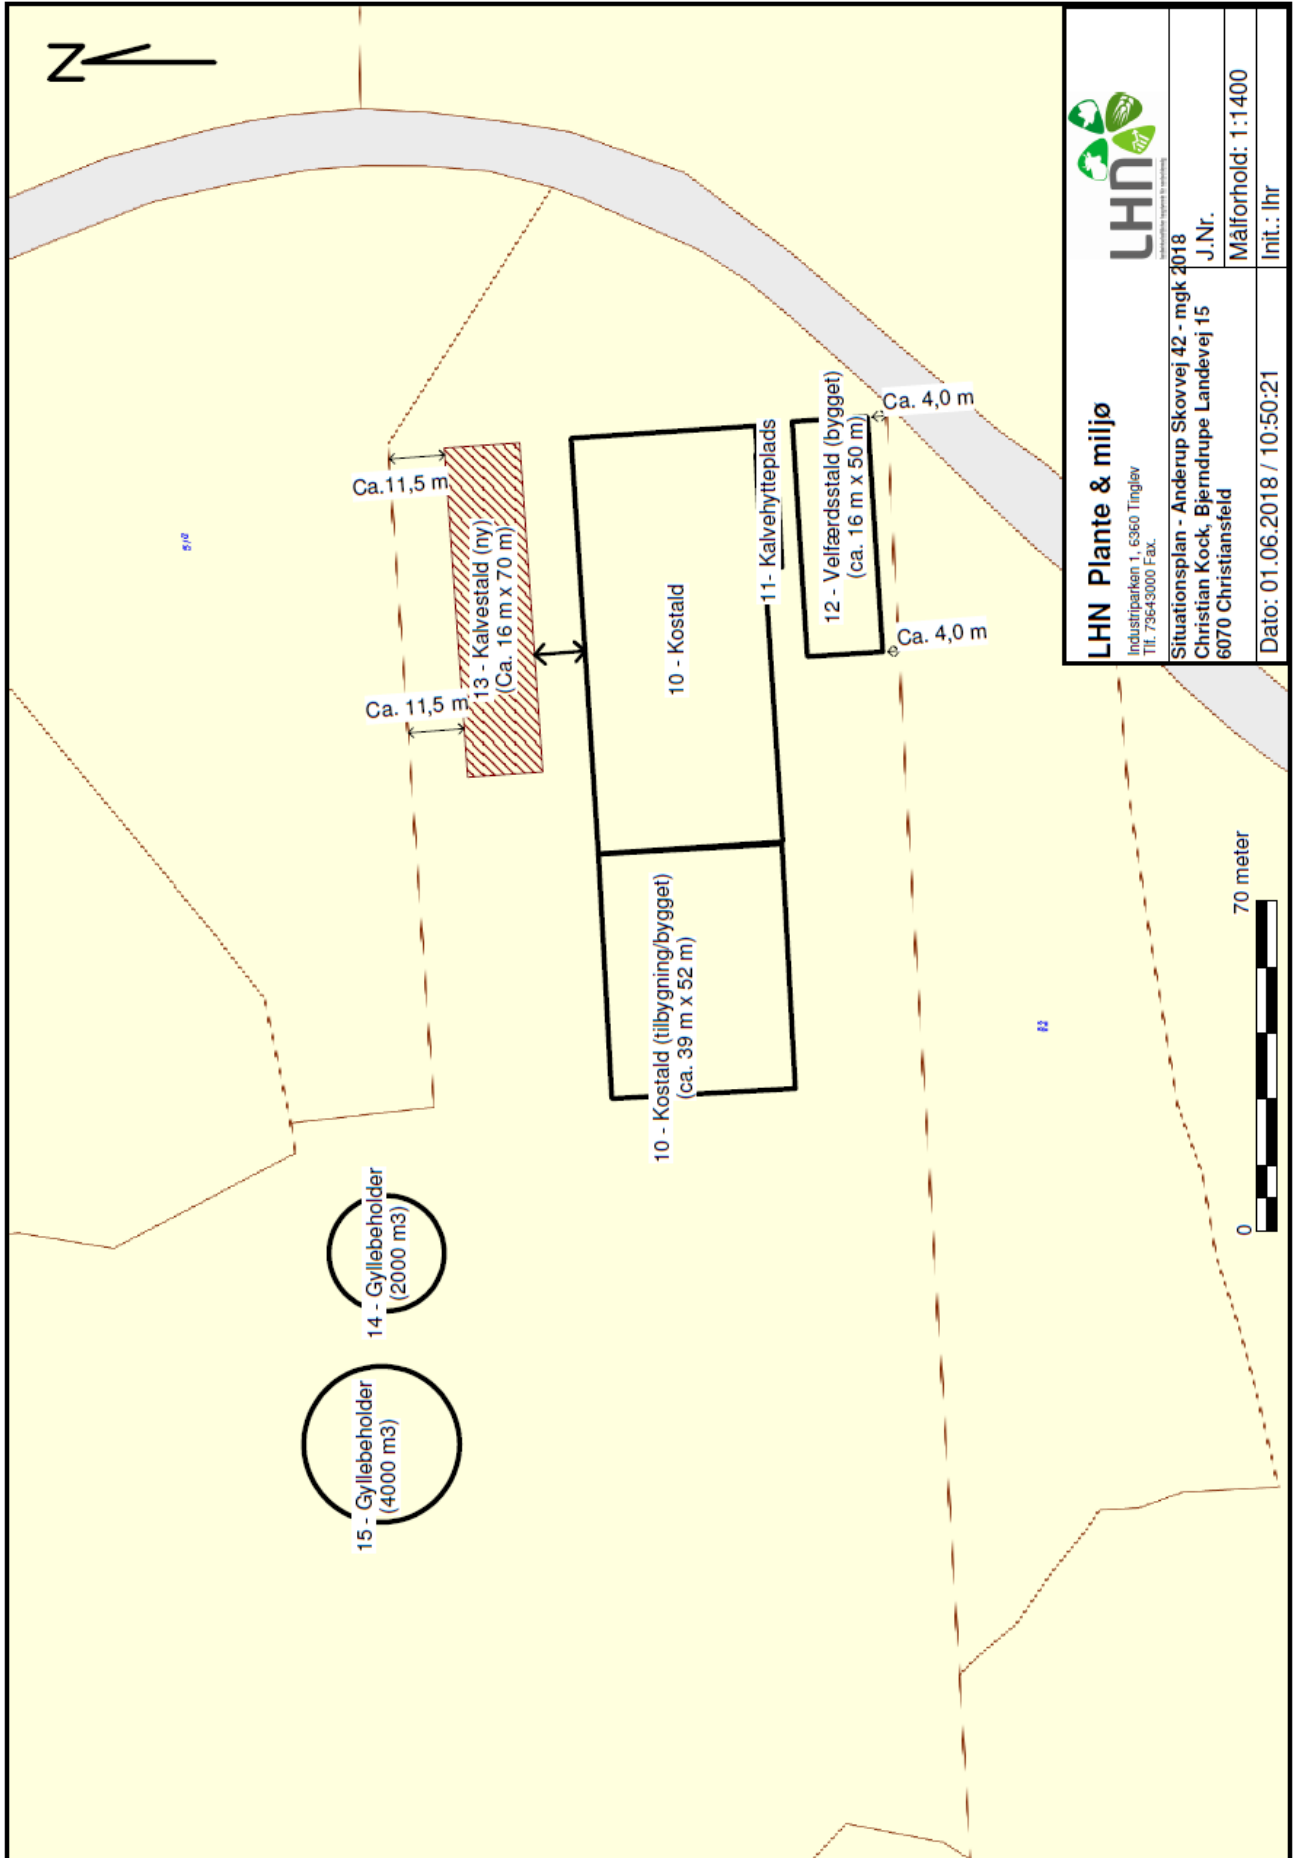 N
Ca.11,5 m
Ca. 11,5 m
13 - Kalvestald (ny)
(Ca. 16 m x 70 m)
10 - Kostald
11- Kalvehytteplads
12 - Velfærdsstald (bygget)
(ca. 16 m x 50 m)
Ca. 4,0 m
Ca. 4,0 m
10 - Kostald (tilbygning/bygget)
(ca. 39 m x 52 m)
14 - Gyllebeholder
(2000 m3)
15 - Gyllebeholder
(4000 m3)
0
70 meter
LHN Plante & miljø
Industriparken 1, 6360 Tinglev
Tlf. 73643000 Fax.
LHN
Situationsplan - Anderup Skovvej 42 - mgk 2018
Christian Kock, Bjerndrupe Landevej 15
6070 Christiansfeld
J.Nr.
Målforhold: 1:1400
Dato: 01.06.2018 / 10:50:21
Init.: lhr